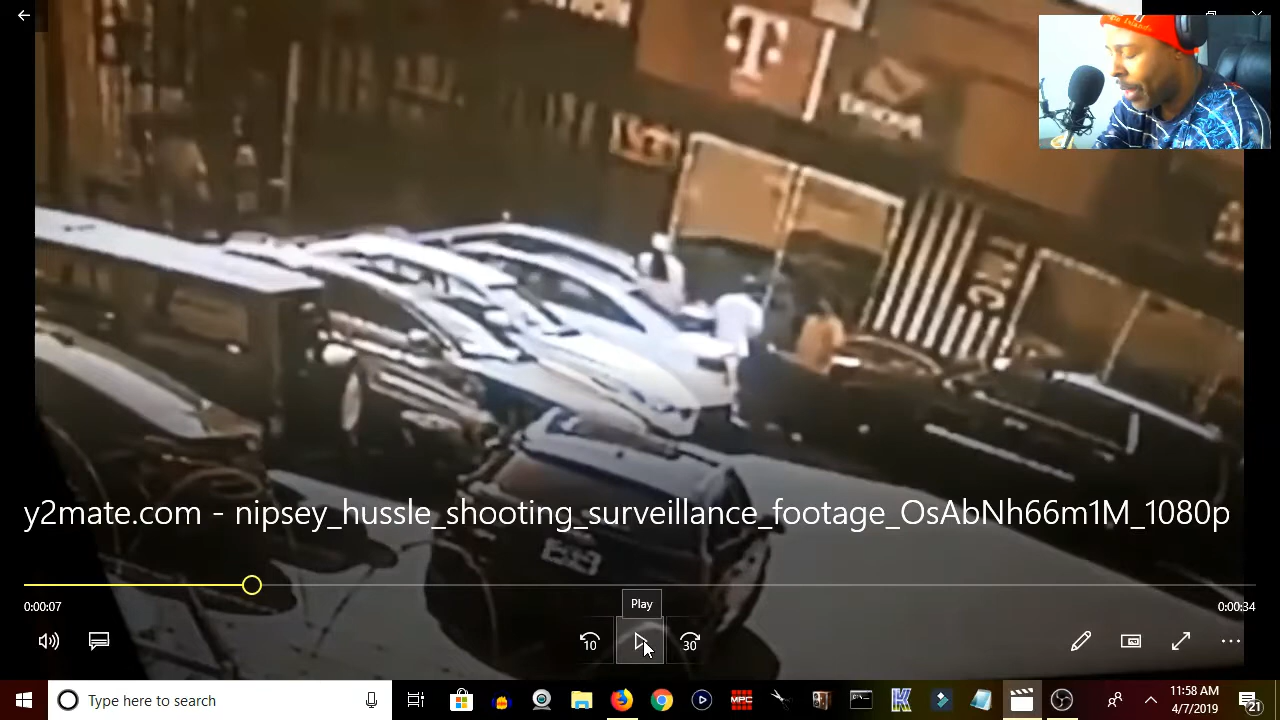 T
Play
y2mate.com - nipsey_hussle_shooting_surveillance_footage_OsAbNh66m1M_1080p
0:00:07
0:00:34
10
30
Type here to search
MPC
11:58 AM
4/7/2019
21